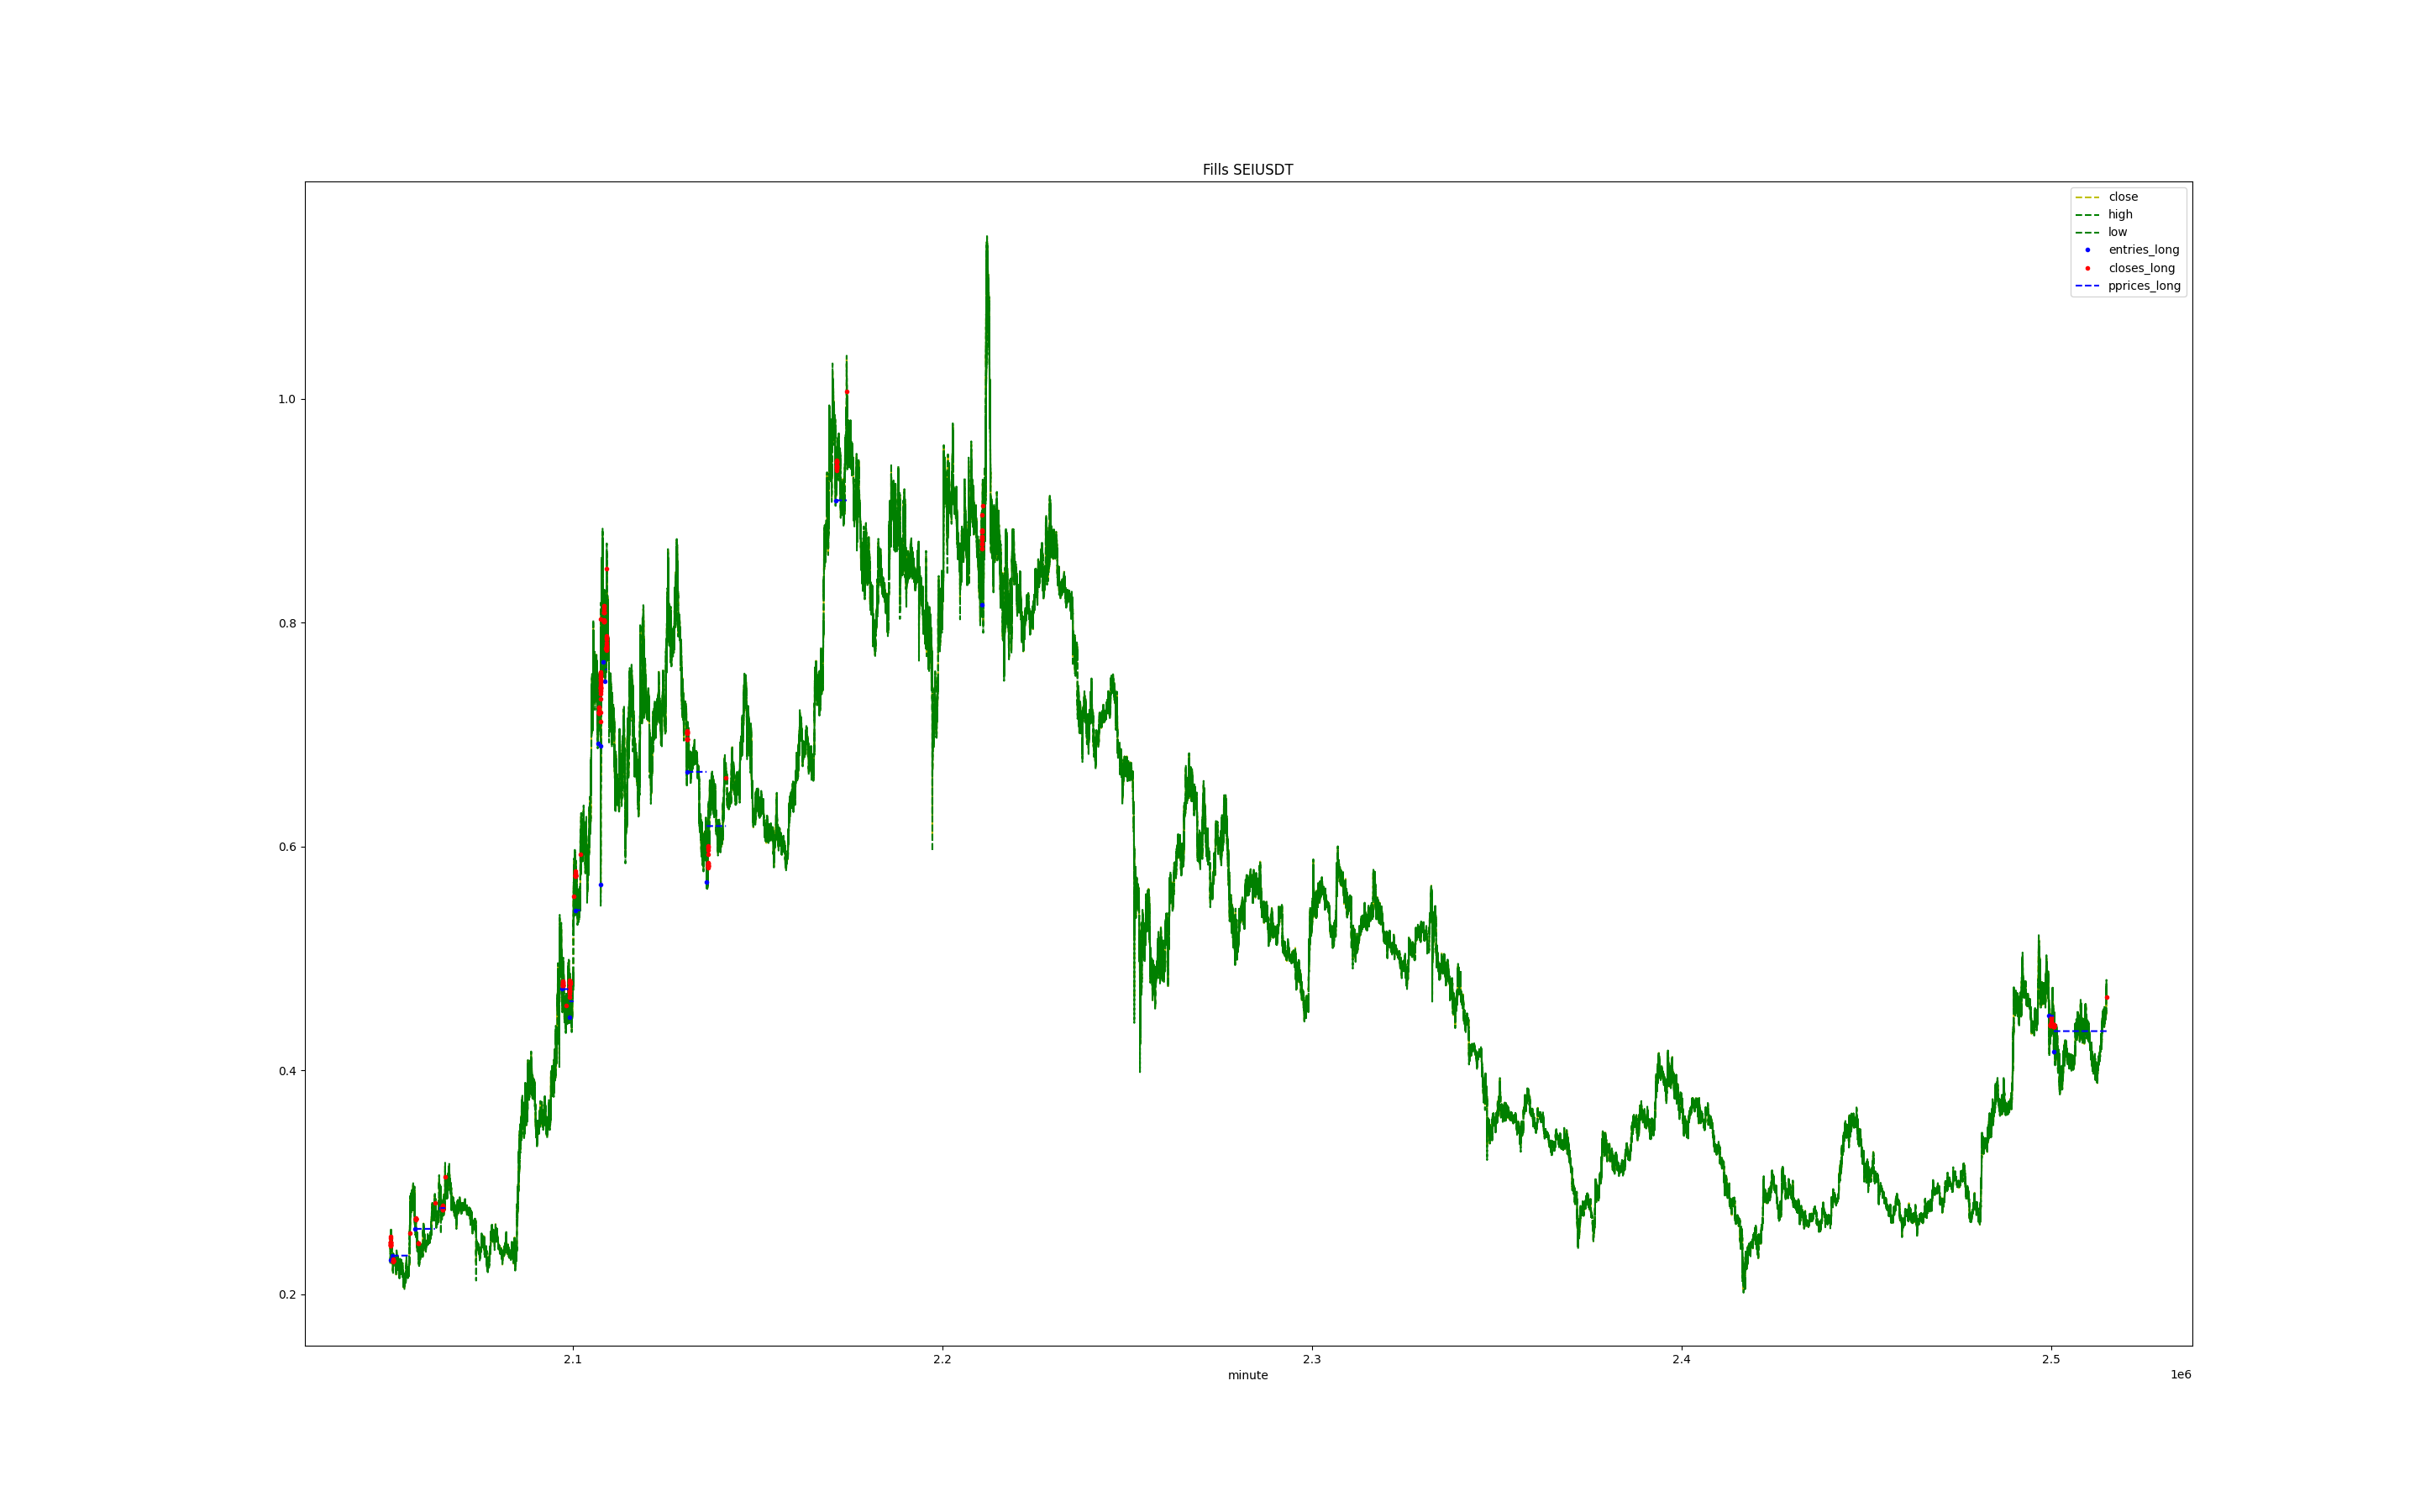 Fills SEIUSDT
close
high
low
entries_long
closes_long
pprices_long
1.0
0.8
0.6
0.4
0.2
2.1
2.2
2.3
2.4
2.5
minute
1e6